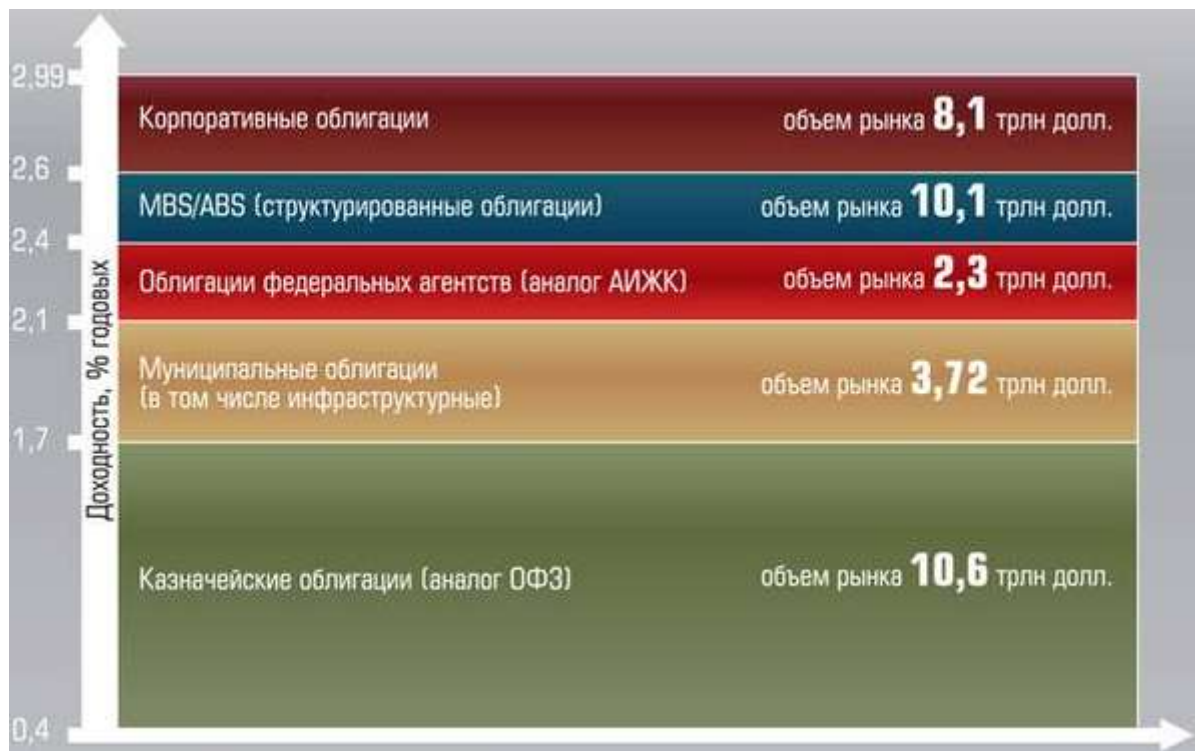 2,99
Корпоративные облигации объем рынка 8,1 трлн долл.
2,6
MBS/ABS (структурированные облигации) объем рынка 10,1 трлн долл.
2,4
Облигации федеральных агентств (аналог АИЖК) объем рынка 2,3 трлн долл.
2,1
Муниципальные облигации
(в том числе инфраструктурные) объем рынка 3,72 трлн долл.
1,7
Казначейские облигации (аналог ОФЗ) объем рынка 10,6 трлн долл.
0,4
Доходность, % годовых